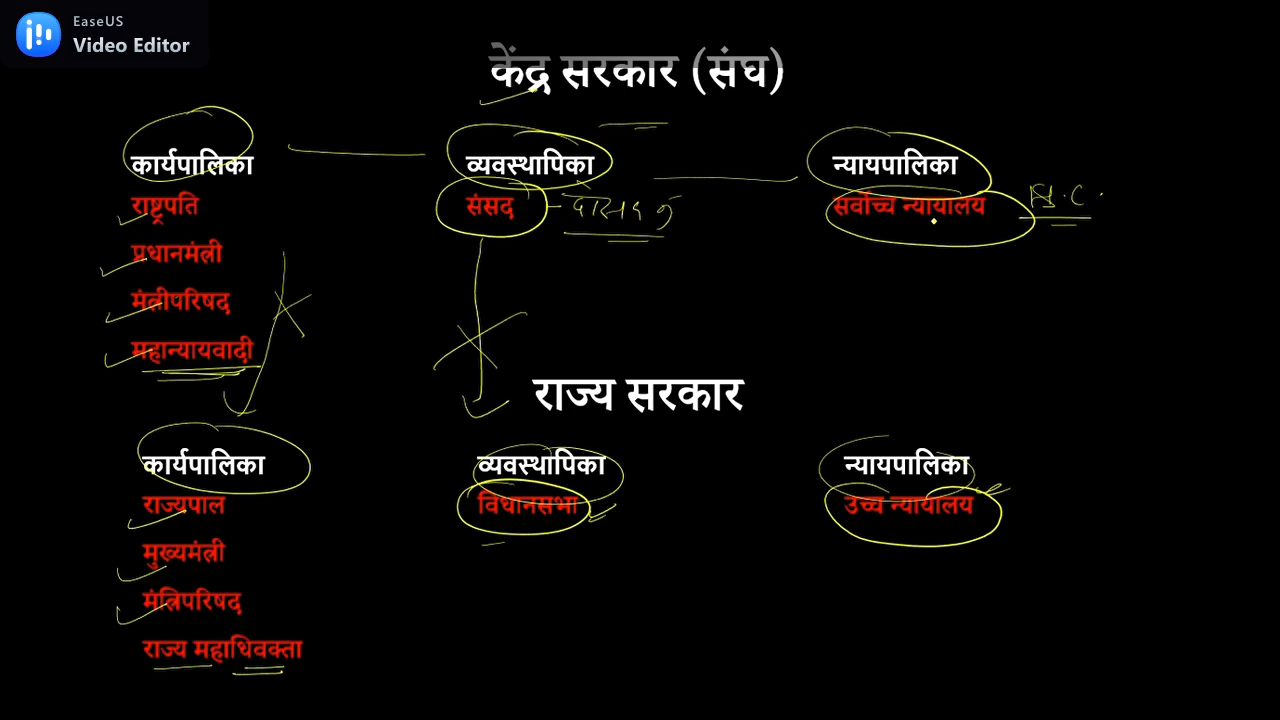 EaseUS
Video Editor
केंद्र सरकार (संघ)
कार्यपालिका
राष्ट्रपति
प्रधानमंत्री
मंत्रीपरिषद
महान्यायवादी
व्यवस्थापिका
संसद
न्यायपालिका
सर्वोच्च न्यायालय
S.C.
राज्य सरकार
कार्यपालिका
राज्यपाल
मुख्यमंत्री
मंत्रिपरिषद
राज्य महाधिवक्ता
व्यवस्थापिका
विधानसभा
न्यायपालिका
उच्च न्यायालय